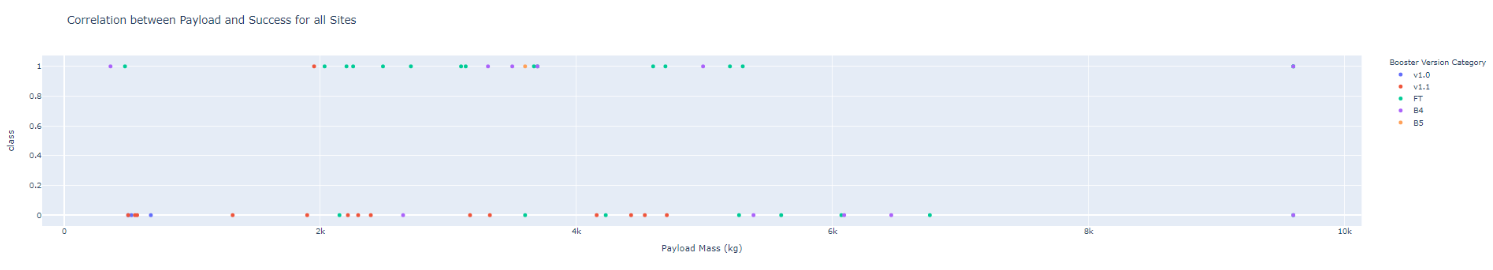 Correlation between Payload and Success for all Sites
1
0.8
0.6
0.4
0.2
0
class
0 2k 4k 6k 8k 10k
Payload Mass (kg)
Booster Version Category
v1.0
v1.1
FT
B4
B5